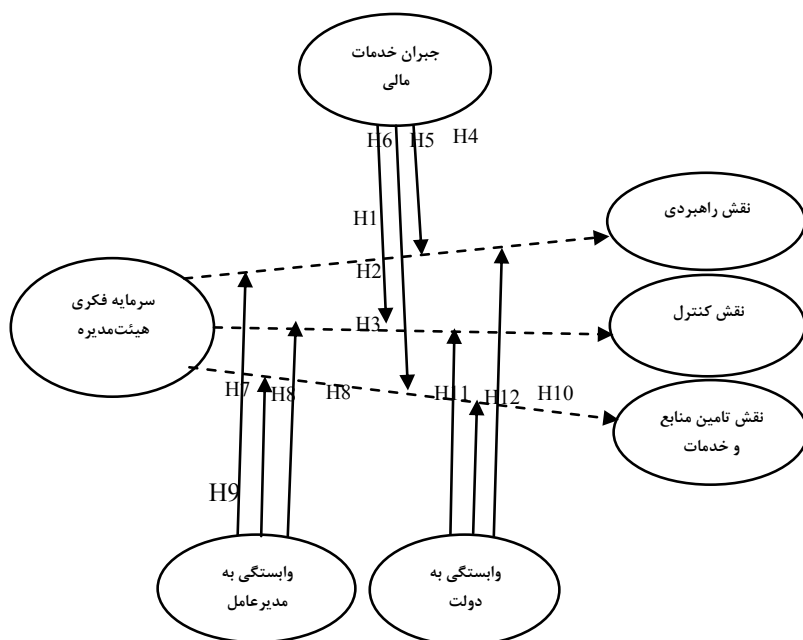 جبران خدمات
مالی
H6
H5
H4
H1
نقش راهبردی
H2
سرمایه فکری
هیئت‌مدیره
نقش کنترل
H3
H7
H8
H8
H11
H12
H10
نقش تامین منابع
و خدمات
H9
وابستگی به
مدیرعامل
وابستگی به
دولت